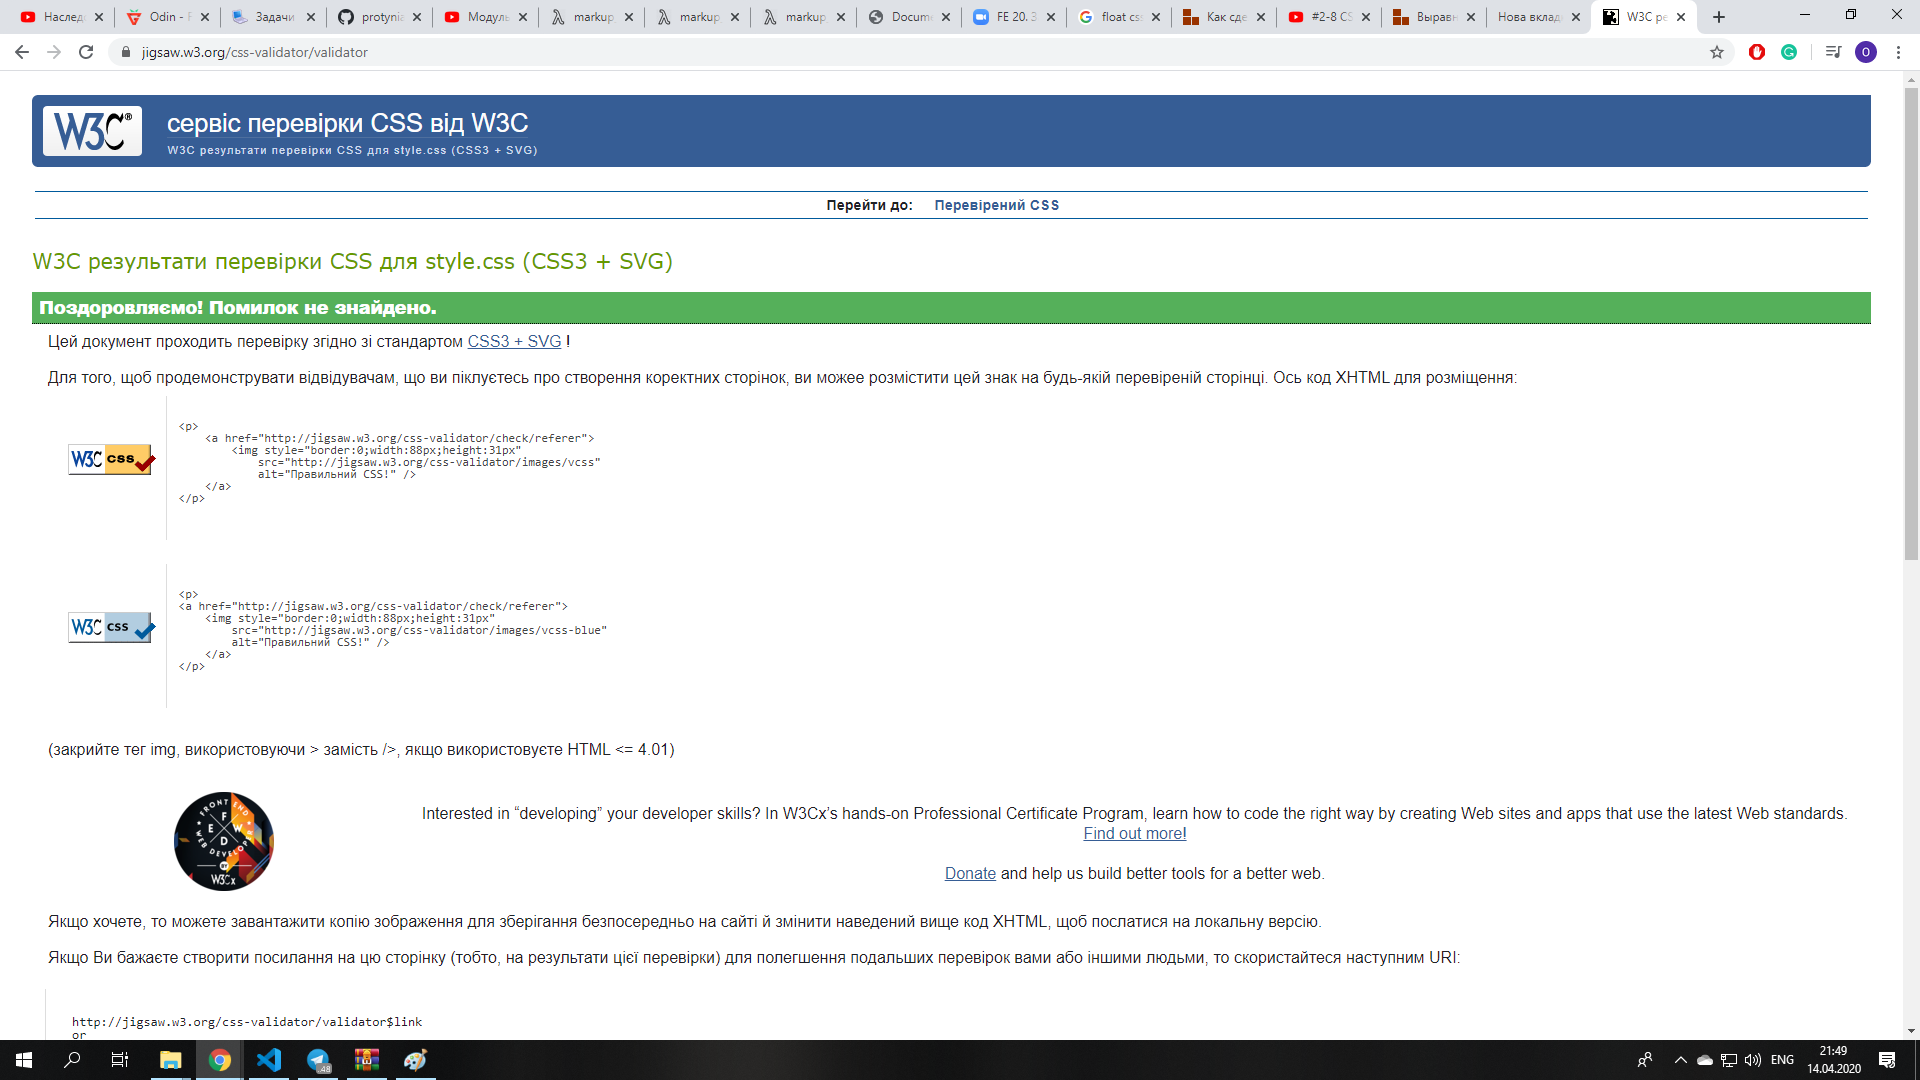 Наслед
Odin - F
Задачи
protynia
Модуль
markup
markup
markup
Docume
FE 20. З
float css
Как сде
#2-8 CS
Выравн
Нова вклад
W3C ре
jigsaw.w3.org/css-validator/validator
O
W3C®
сервіс перевірки CSS від W3C
W3C результати перевірки CSS для style.css (CSS3 + SVG)
Перейти до: Перевірений CSS
W3C результати перевірки CSS для style.css (CSS3 + SVG)
Поздоровляємо! Помилок не знайдено.
Цей документ проходить перевірку згідно зі стандартом CSS3 + SVG !
Для того, щоб продемонструвати відвідувачам, що ви піклуєтесь про створення коректних сторінок, ви можее розмістити цей знак на будь-якій перевіреній сторінці. Ось код XHTML для розміщення:
W3C css
<p>
<a href="http://jigsaw.w3.org/css-validator/check/referer">
<img style="border:0;width:88px;height:31px"
src="http://jigsaw.w3.org/css-validator/images/vcss"
alt="Правильний CSS!" />
</a>
</p>
W3C css
<p>
<a href="http://jigsaw.w3.org/css-validator/check/referer">
<img style="border:0;width:88px;height:31px"
src="http://jigsaw.w3.org/css-validator/images/vcss-blue"
alt="Правильний CSS!" />
</a>
</p>
(закрийте тег img, використовуючи > замість />, якщо використовуєте HTML <= 4.01)
FRONT END
WEB DEVELOPER
F E W D
W3Cx
Interested in “developing” your developer skills? In W3Cx’s hands-on Professional Certificate Program, learn how to code the right way by creating Web sites and apps that use the latest Web standards.
Find out more!
Donate and help us build better tools for a better web.
Якщо хочете, то можете завантажити копію зображення для зберігання безпосередньо на сайті й змінити наведений вище код XHTML, щоб послатися на локальну версію.
Якщо Ви бажаєте створити посилання на цю сторінку (тобто, на результати цієї перевірки) для полегшення подальших перевірок вами або іншими людьми, то скористайтеся наступним URI:
http://jigsaw.w3.org/css-validator/validator$link
or
48
ENG
21:49
14.04.2020